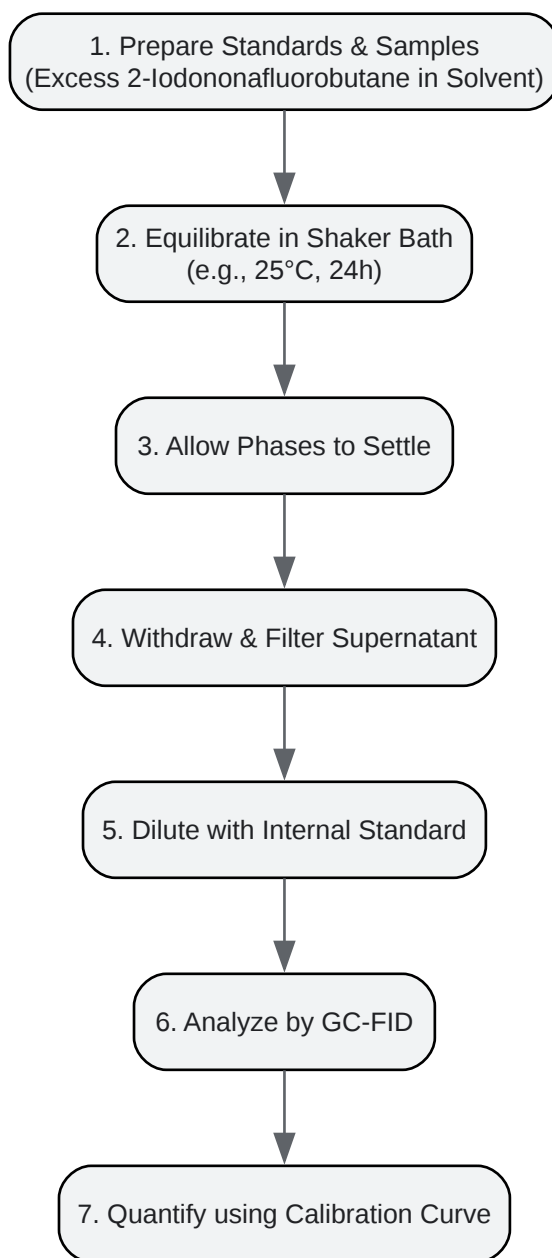 1. Prepare Standards & Samples
(Excess 2-Iodononafluorobutane in Solvent)
2. Equilibrate in Shaker Bath
(e.g., 25°C, 24h)
3. Allow Phases to Settle
4. Withdraw & Filter Supernatant
5. Dilute with Internal Standard
6. Analyze by GC-FID
7. Quantify using Calibration Curve